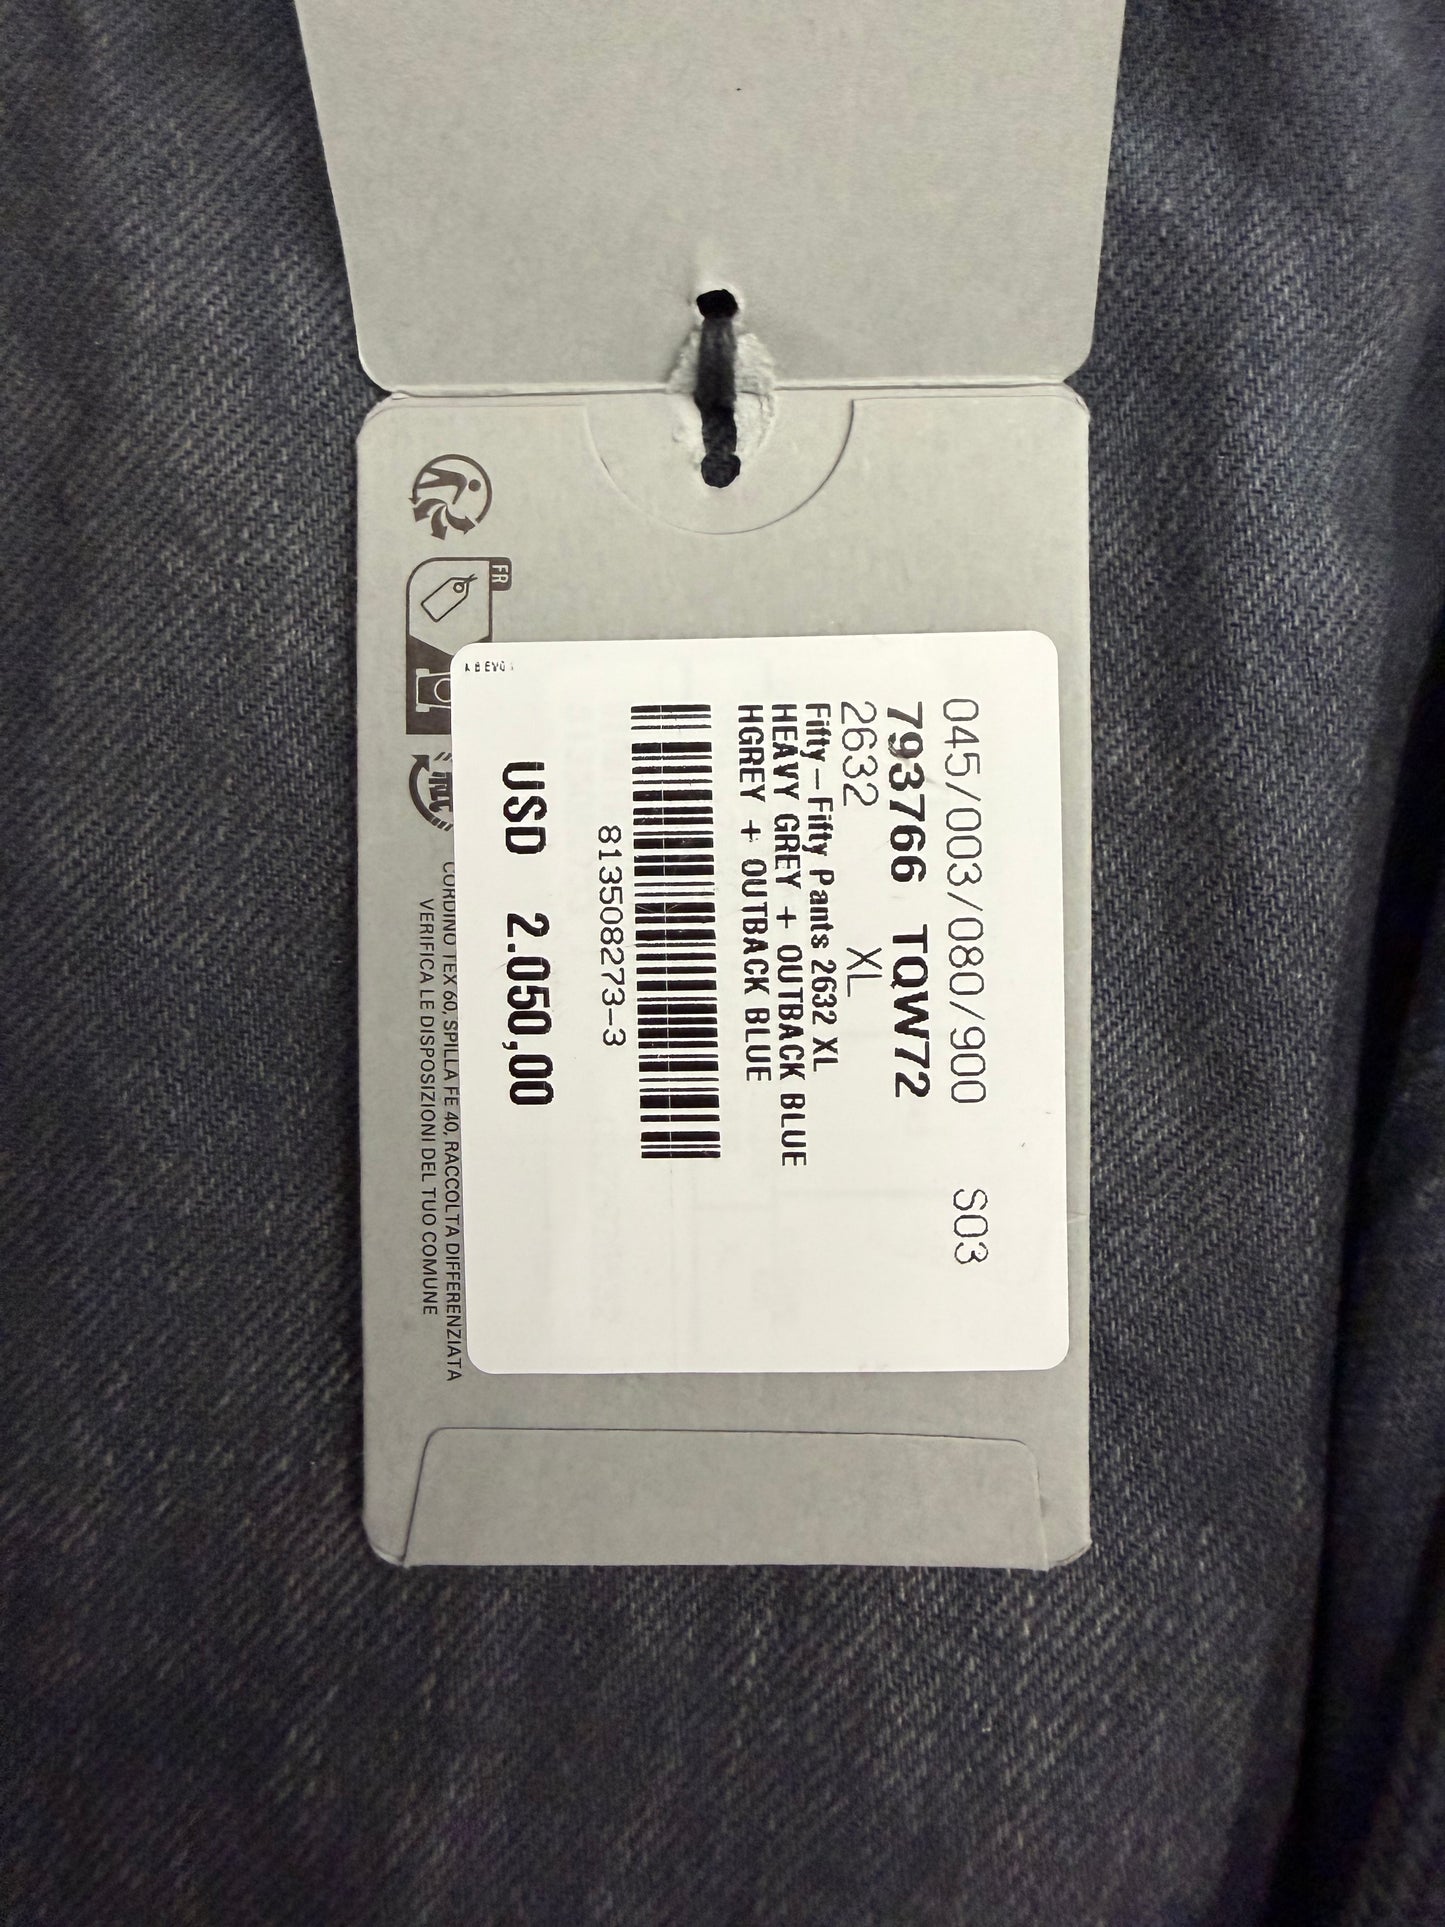 045/003/080/900 S03
793766 TQW72
2632 XL
Fifty-Fifty Pants 2632 XL
HEAVY GREY + OUTBACK BLUE
HGREY + OUTBACK BLUE
813508273-3
USD 2.050,00
FR
CORDINO TEX 60, SPILLA FE 40, RACCOLTA DIFFERENZIATA
VERIFICA LE DISPOSIZIONI DEL TUO COMUNE